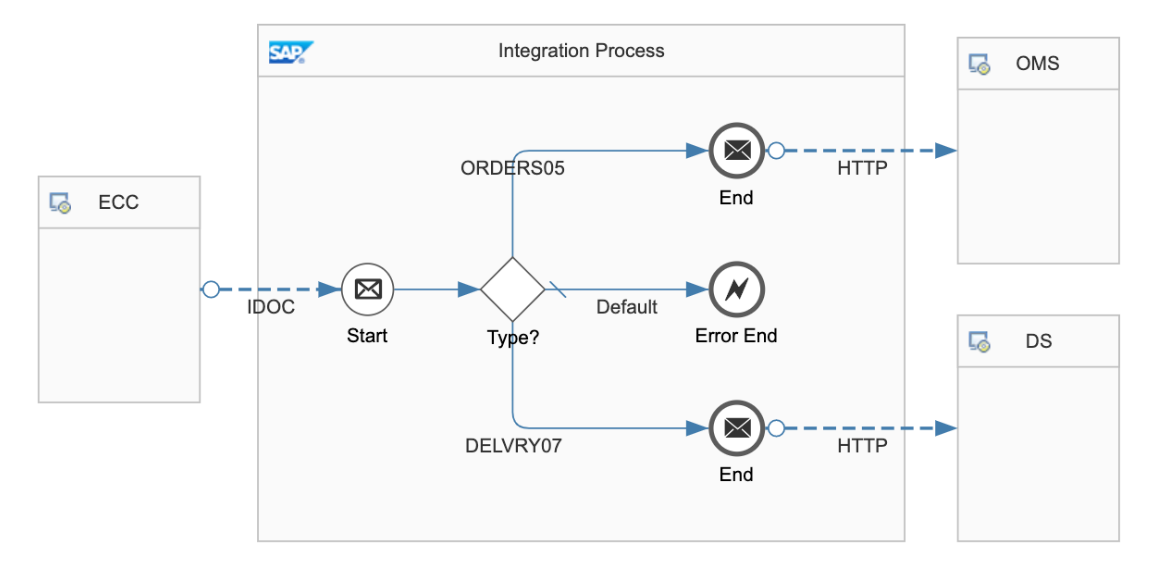 SAP
Integration Process
OMS
ORDERS05
HTTP
End
ECC
IDOC
Start
Type?
Default
Error End
DS
DELVRY07
HTTP
End